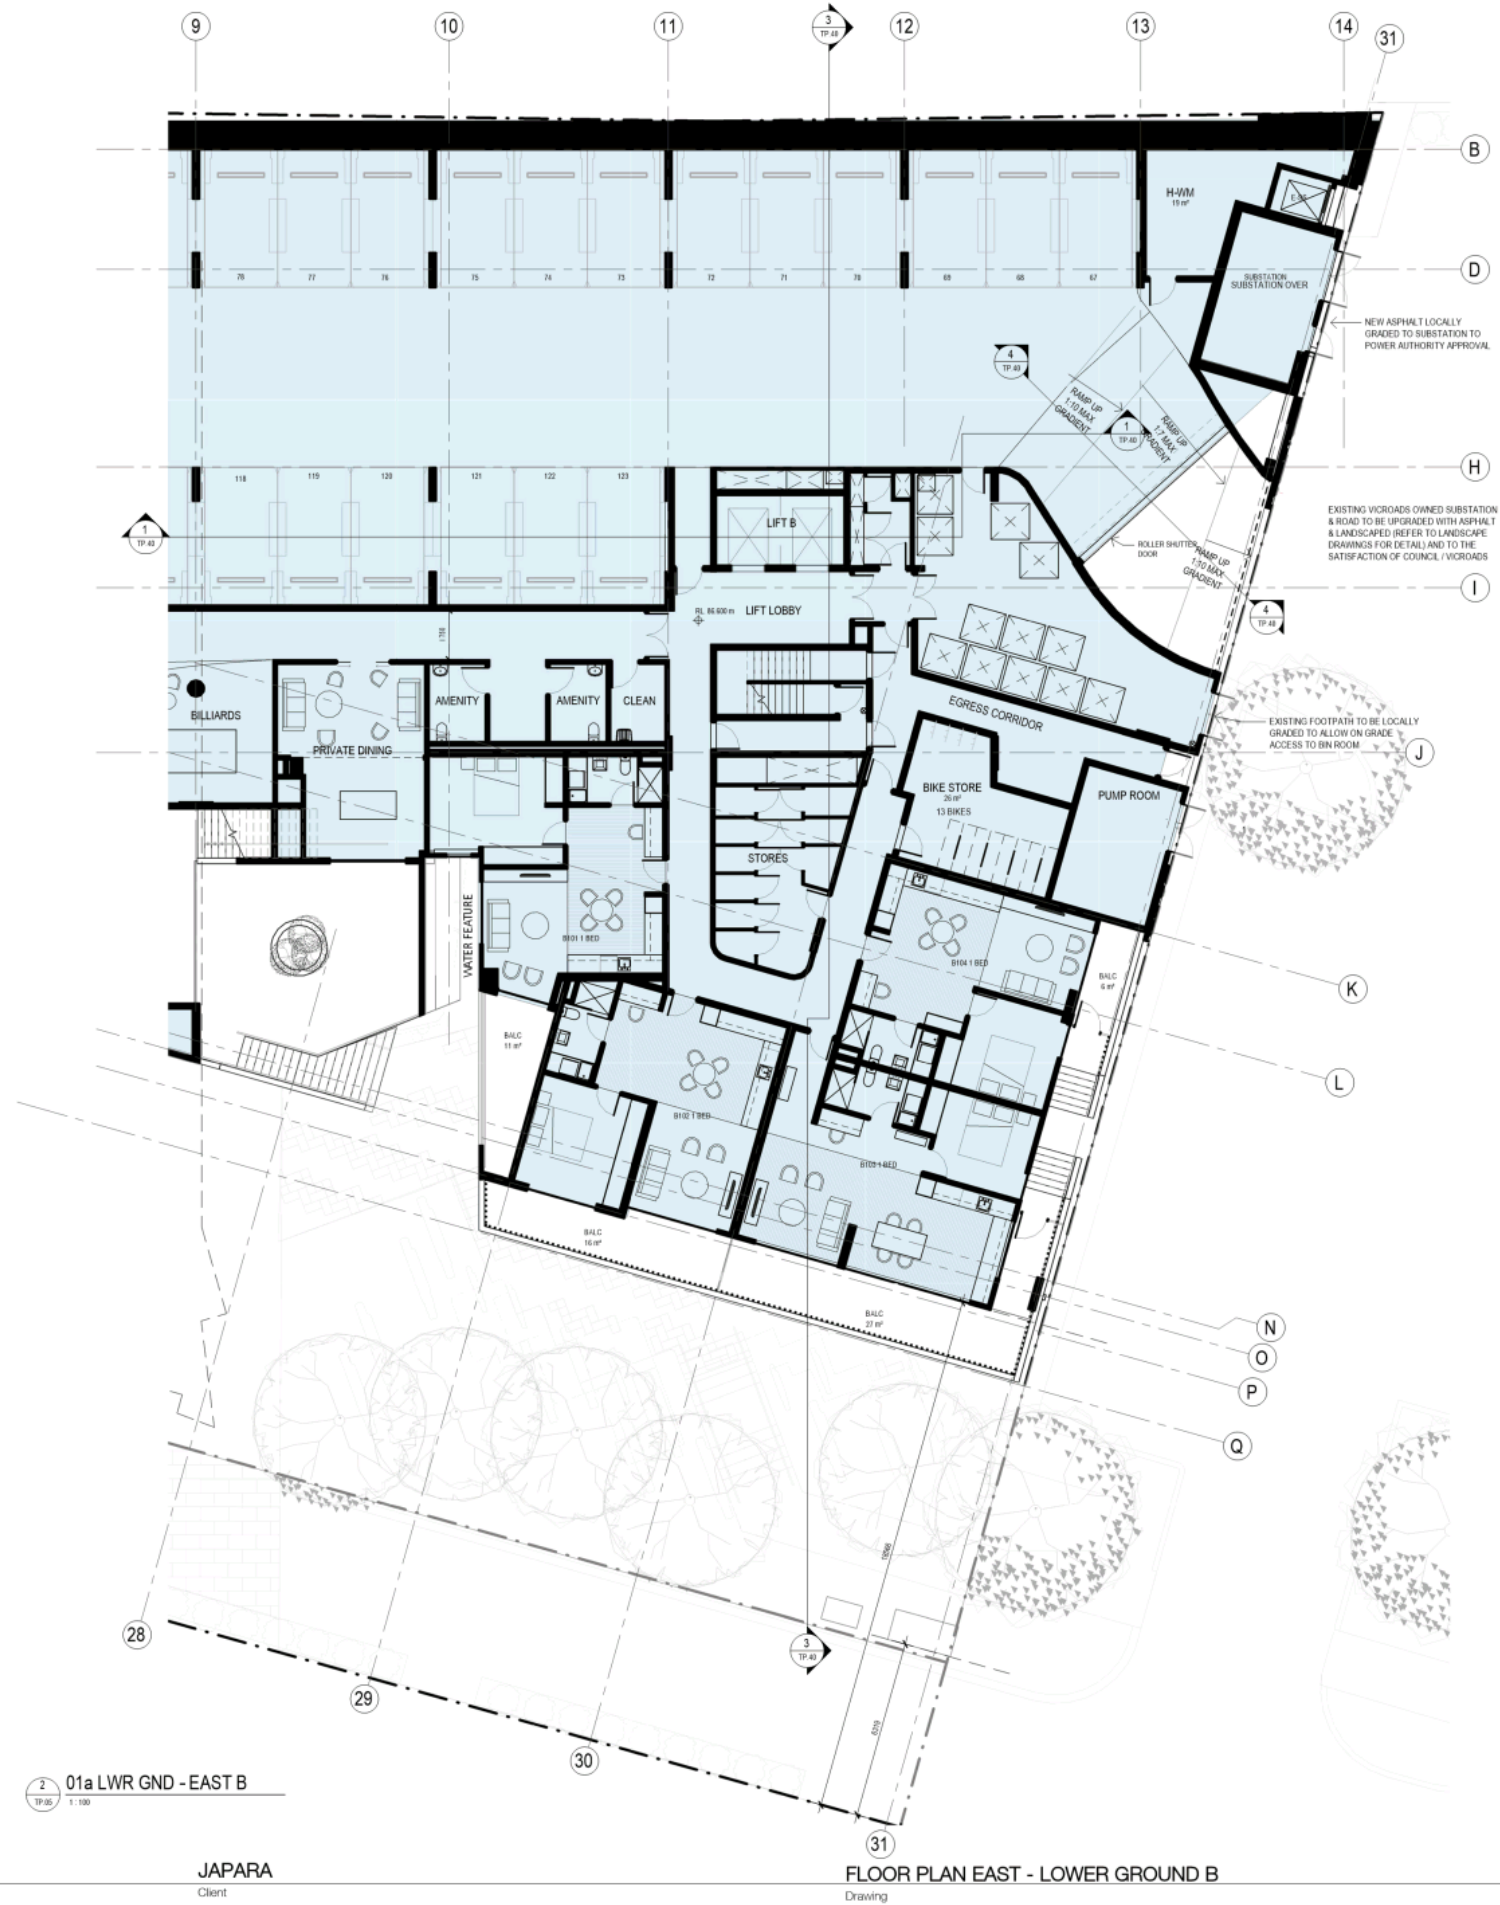 9
10
11
3
TP.40
12
13
14
31
B
H-WM
19 m²
D
SUBSTATION
SUBSTATION OVER
78
77
76
75
74
73
72
71
70
69
68
67
NEW ASPHALT LOCALLY
GRADED TO SUBSTATION TO
POWER AUTHORITY APPROVAL
4
TP.40
RAMP UP
1:10 MAX
GRADIENT
1
TP.40
RAMP UP
1:7 MAX
GRADIENT
H
118
119
120
121
122
123
EXISTING VICROADS OWNED SUBSTATION
& ROAD TO BE UPGRADED WITH ASPHALT
& LANDSCAPED (REFER TO LANDSCAPE
DRAWINGS FOR DETAIL) AND TO THE
SATISFACTION OF COUNCIL / VICROADS
1
TP.40
LIFT B
ROLLER SHUTTER
DOOR
RAMP UP
1:10 MAX
GRADIENT
I
RL 86.600 m
LIFT LOBBY
4
TP.40
1700
AMENITY
AMENITY
CLEAN
BILLIARDS
EGRESS CORRIDOR
EXISTING FOOTPATH TO BE LOCALLY
GRADED TO ALLOW ON GRADE
ACCESS TO BIN ROOM
PRIVATE DINING
J
BIKE STORE
26 m²
13 BIKES
PUMP ROOM
STORES
WATER FEATURE
B101 1 BED
B104 1 BED
BALC
6 m²
K
BALC
11 m²
L
B102 1 BED
B103 1 BED
BALC
16 m²
BALC
27 m²
N
O
P
Q
28
3
TP.40
29
6319
30
2
TP.05
01a LWR GND - EAST B
1 : 100
31
JAPARA
Client
FLOOR PLAN EAST - LOWER GROUND B
Drawing